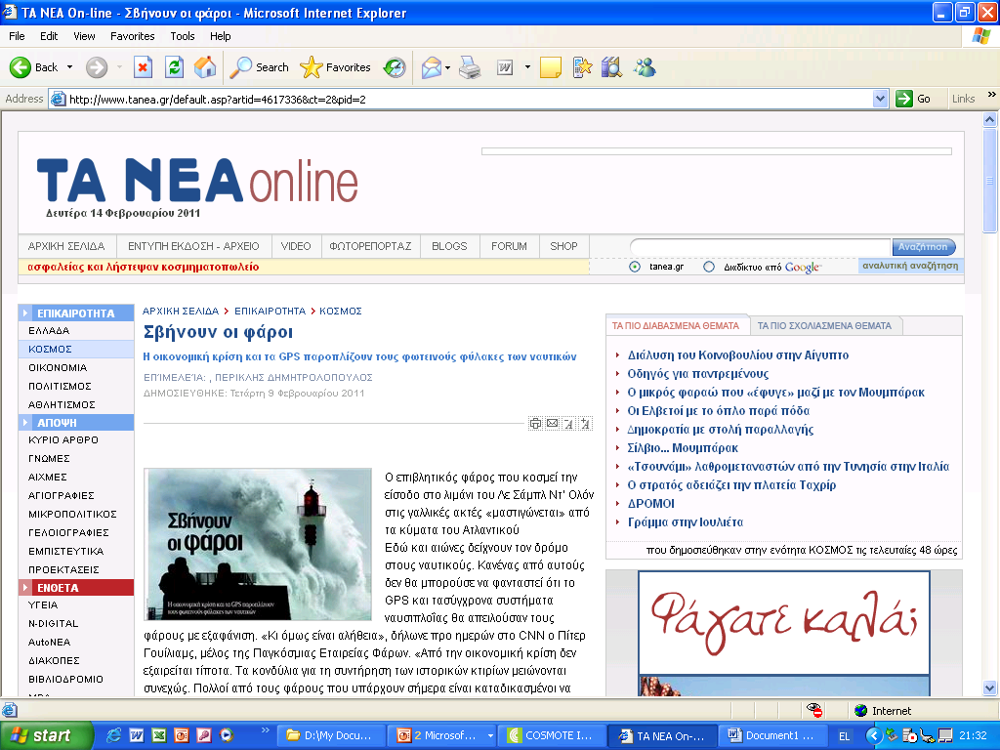 TA NEA On-line - Σβήνουν οι φάροι - Microsoft Internet Explorer
File Edit View Favorites Tools Help
Back Search Favorites
Address http://www.tanea.gr/default.asp?artid=4617336&ct=2&pid=2 Go Links »
ΤΑ ΝΕΑ online
Δευτέρα 14 Φεβρουαρίου 2011
ΑΡΧΙΚΗ ΣΕΛΙΔΑ ΕΝΤΥΠΗ ΕΚΔΟΣΗ - ΑΡΧΕΙΟ VIDEO ΦΩΤΟΡΕΠΟΡΤΑΖ BLOGS FORUM SHOP Αναζήτηση
ασφαλείας και λήστεψαν κοσμηματοπωλείο
tanea.gr Διαδίκτυο από Google αναλυτική αναζήτηση
ΕΠΙΚΑΙΡΟΤΗΤΑ
ΕΛΛΑΔΑ
ΚΟΣΜΟΣ
ΟΙΚΟΝΟΜΙΑ
ΠΟΛΙΤΙΣΜΟΣ
ΑΘΛΗΤΙΣΜΟΣ
ΑΠΟΨΗ
ΚΥΡΙΟ ΑΡΘΡΟ
ΓΝΩΜΕΣ
ΑΙΧΜΕΣ
ΑΓΙΟΓΡΑΦΙΕΣ
ΜΙΚΡΟΠΟΛΙΤΙΚΟΣ
ΓΕΛΟΙΟΓΡΑΦΙΕΣ
ΕΜΠΙΣΤΕΥΤΙΚΑ
ΠΡΟΕΚΤΑΣΕΙΣ
ΕΝΘΕΤΑ
ΥΓΕΙΑ
N-DIGITAL
AutoΝΕΑ
ΔΙΑΚΟΠΕΣ
ΒΙΒΛΙΟΔΡΟΜΙΟ
ΑΡΧΙΚΗ ΣΕΛΙΔΑ > ΕΠΙΚΑΙΡΟΤΗΤΑ > ΚΟΣΜΟΣ
Σβήνουν οι φάροι
Η οικονομική κρίση και τα GPS παροπλίζουν τους φωτεινούς φύλακες των ναυτικών
ΕΠΙΜΕΛΕΙΑ: , ΠΕΡΙΚΛΗΣ ΔΗΜΗΤΡΟΛΟΠΟΥΛΟΣ
ΔΗΜΟΣΙΕΥΘΗΚΕ: Τετάρτη 9 Φεβρουαρίου 2011
Σβήνουν
οι φάροι
Η οικονομική κρίση και τα GPS παροπλίζουν
τους φωτεινούς φύλακες των ναυτικών
Ο επιβλητικός φάρος που κοσμεί την
είσοδο στο λιμάνι του Λε Σάμπλ Ντ' Ολόν
στις γαλλικές ακτές «μαστιγώνεται» από
τα κύματα του Ατλαντικού
Εδώ και αιώνες δείχνουν τον δρόμο
στους ναυτικούς. Κανένας από αυτούς
δεν θα μπορούσε να φανταστεί ότι το
GPS και τασύγχρονα συστήματα
ναυσιπλοΐας θα απειλούσαν τους
φάρους με εξαφάνιση. «Κι όμως είναι αλήθεια», δήλωνε προ ημερών στο CNN ο Πίτερ
Γουίλιαμς, μέλος της Παγκόσμιας Εταιρείας Φάρων. «Από την οικονομική κρίση δεν
εξαιρείται τίποτα. Τα κονδύλια για τη συντήρηση των ιστορικών κτιρίων μειώνονται
συνεχώς. Πολλοί από τους φάρους που υπάρχουν σήμερα είναι καταδικασμένοι να
ΤΑ ΠΙΟ ΔΙΑΒΑΣΜΕΝΑ ΘΕΜΑΤΑ ΤΑ ΠΙΟ ΣΧΟΛΙΑΣΜΕΝΑ ΘΕΜΑΤΑ
Διάλυση του Κοινοβουλίου στην Αίγυπτο
Οδηγός για παντρεμένους
Ο μικρός φαραώ που «έφυγε» μαζί με τον Μουμπάρακ
Οι Ελβετοί με το όπλο παρά πόδα
Δημοκρατία με στολή παραλλαγής
Σίλβιο... Μουμπάρακ
«Τσουνάμι» λαθρομεταναστών από την Τυνησία στην Ιταλία
Ο στρατός αδειάζει την πλατεία Ταχρίρ
ΔΡΟΜΟΙ
Γράμμα στην Ιουλιέτα
που δημοσιεύθηκαν στην ενότητα ΚΟΣΜΟΣ τις τελευταίες 48 ώρες
Φάγατε καλά;
Internet
start » D:\My Docu... 2 Microsof... COSMOTE I... TA NEA On-... Document1 ... EL 21:32